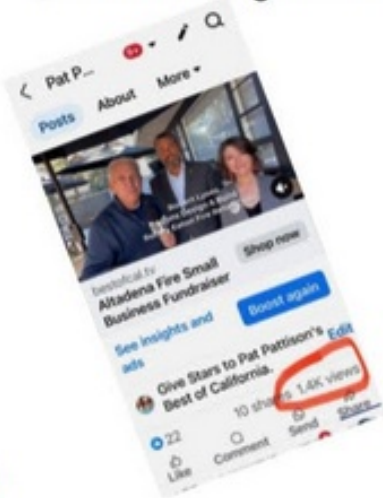 Pat P...
Posts
About
More
bestofcal.tv
Altadena Fire Small
Business Fundraiser
Shop now
See insights and
ads
Boost again
Give Stars to Pat Pattison's
Best of California.
Edit
22
10 shares 1.4K views
Like
Comment
Send
Share